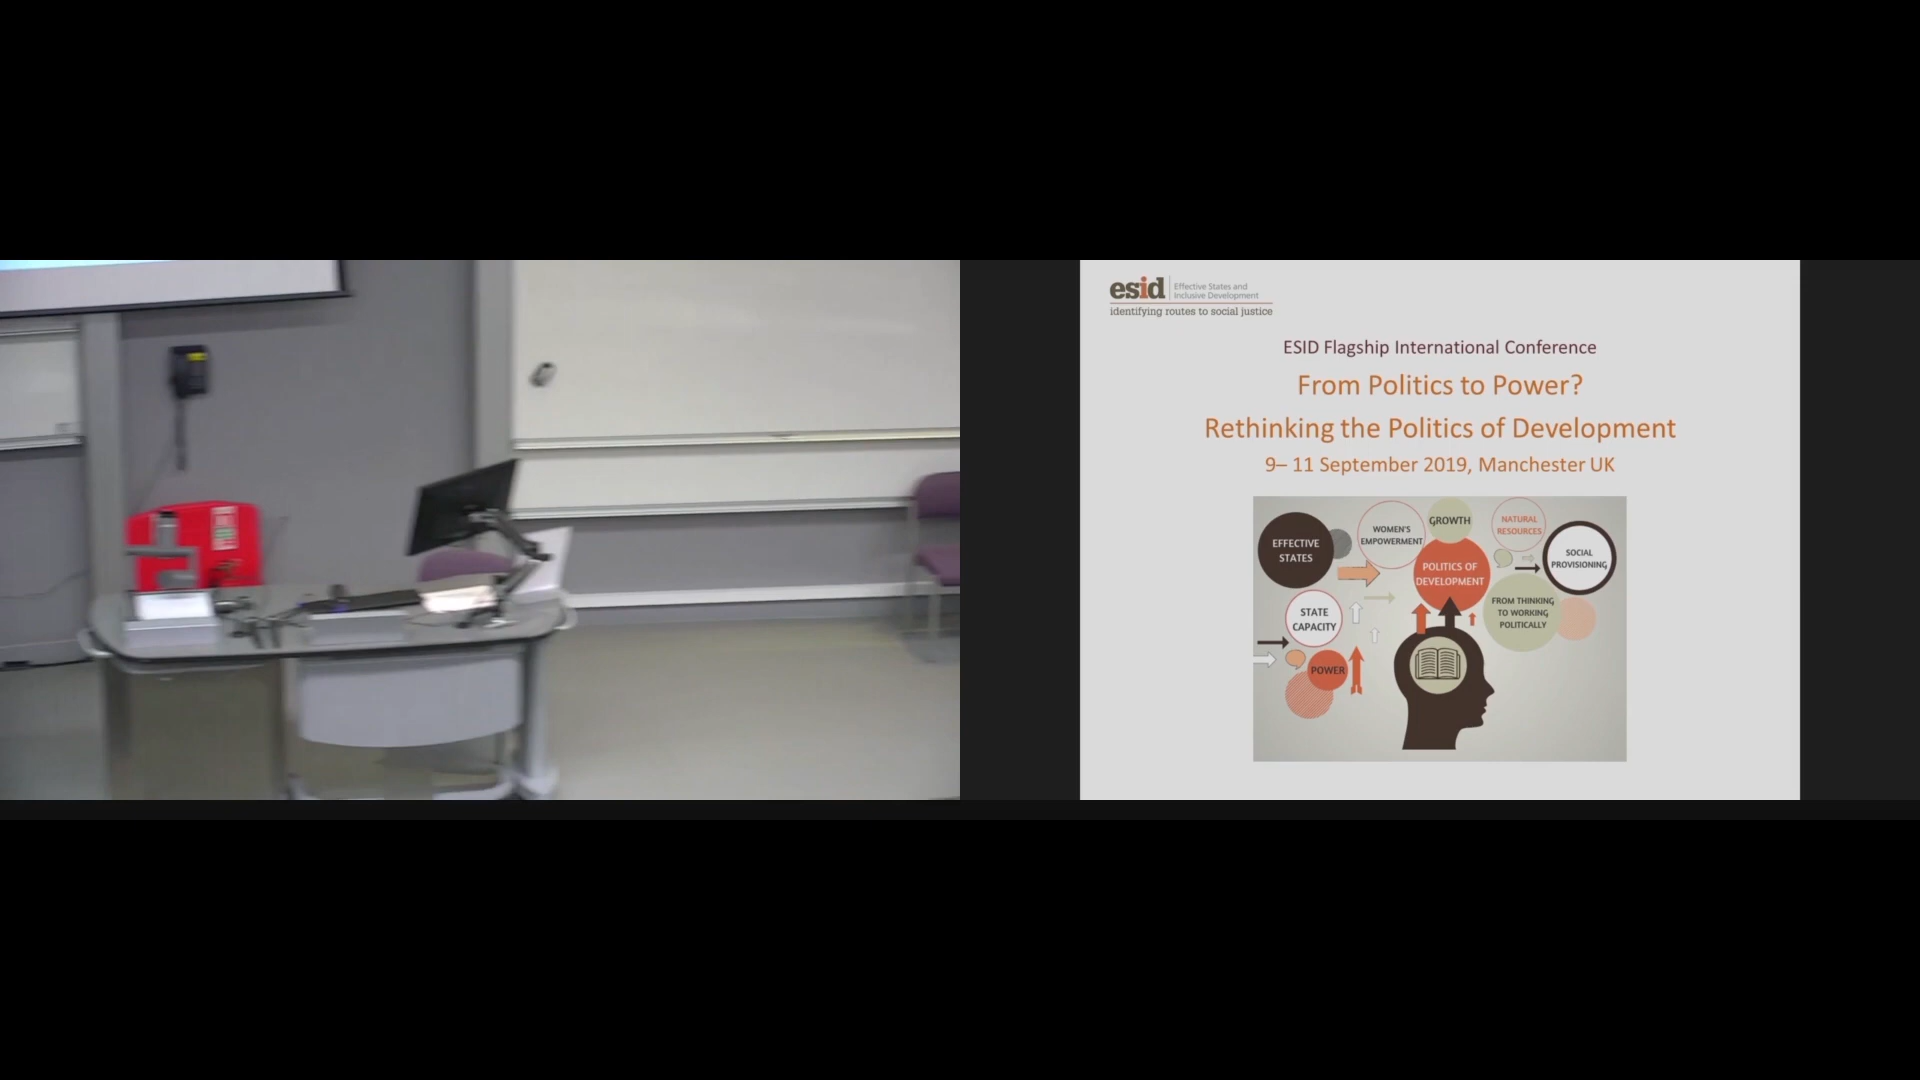 esid
Effective States and
Inclusive Development
identifying routes to social justice
ESID Flagship International Conference
From Politics to Power?
Rethinking the Politics of Development
9– 11 September 2019, Manchester UK
EFFECTIVE
STATES
WOMEN'S
EMPOWERMENT
GROWTH
NATURAL
RESOURCES
SOCIAL
PROVISIONING
POLITICS OF
DEVELOPMENT
FROM THINKING
TO WORKING
POLITICALLY
STATE
CAPACITY
POWER